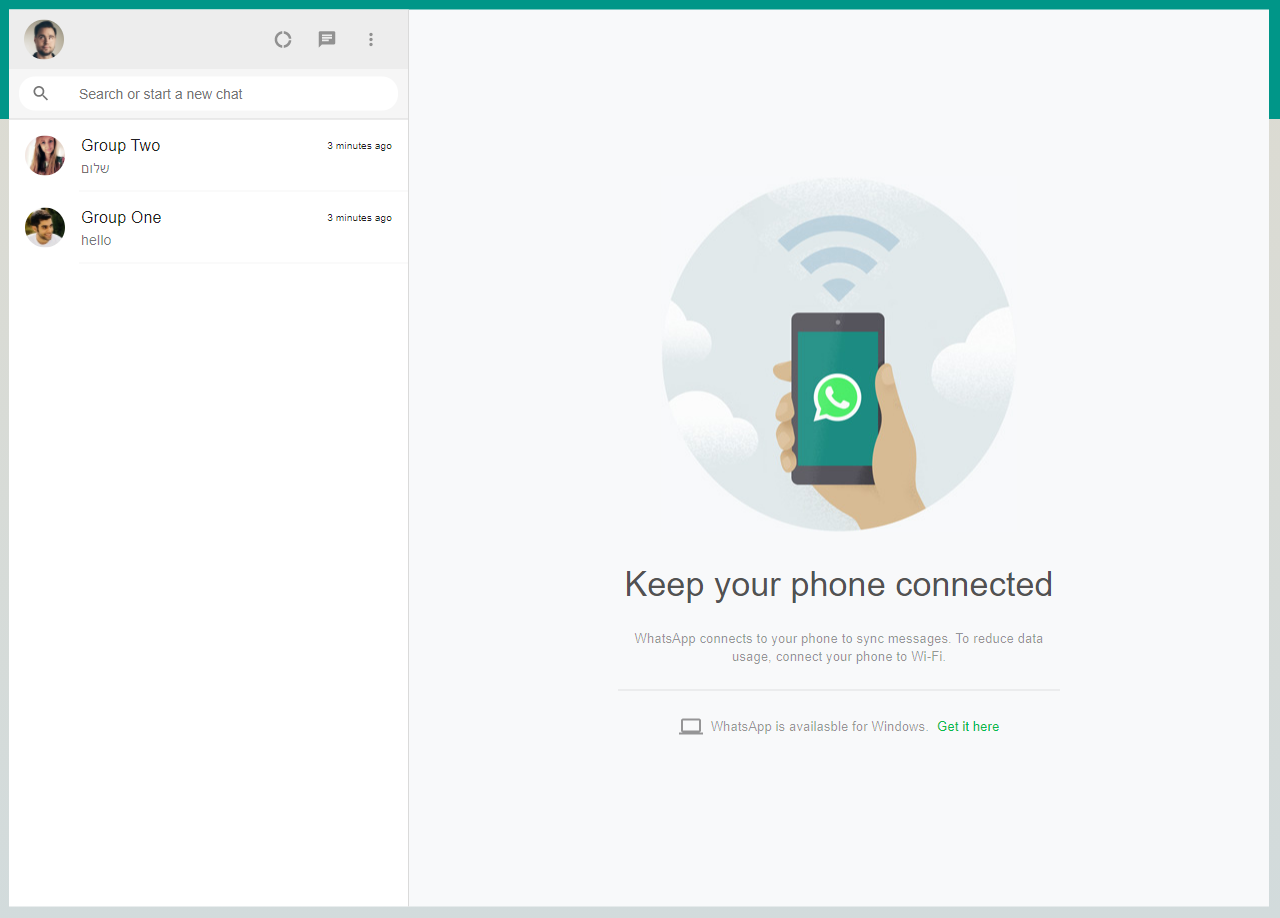 Search or start a new chat
Group Two
3 minutes ago
שלום
Group One
3 minutes ago
hello
Keep your phone connected
WhatsApp connects to your phone to sync messages. To reduce data
usage, connect your phone to Wi-Fi.
WhatsApp is availasble for Windows. Get it here